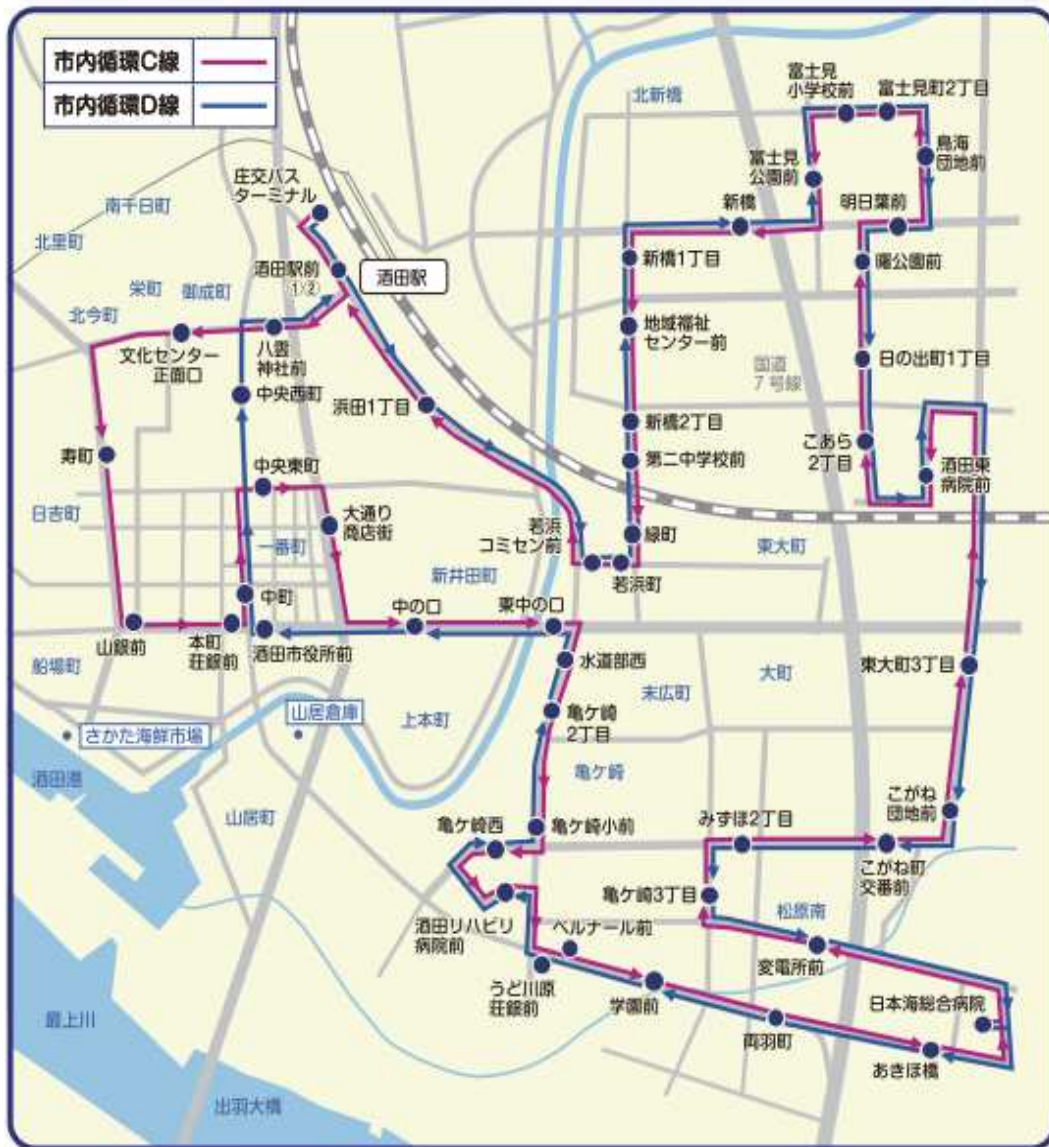 市内循環C線
市内循環D線
北新橋
富士見
小学校前
富士見町2丁目
鳥海
団地前
富士見
公園前
明日葉前
新橋
曙公園前
新橋1丁目
庄交バス
ターミナル
南千日町
北里町
栄町
御成町
北今町
酒田駅前
1・2
酒田駅
地域福祉
センター前
国道
7号線
日の出町1丁目
文化センター
正面口
八雲
神社前
中央西町
浜田1丁目
新橋2丁目
こあら
2丁目
第二中学校前
酒田東
病院前
寿町
中央東町
日吉町
大通り
商店街
一番町
若浜
コミセン前
緑町
東大町
新井田町
若浜町
中町
中の口
東中の口
山銀前
本町
荘銀前
酒田市役所前
水道部西
船場町
末広町
大町
東大町3丁目
山居倉庫
上本町
亀ケ崎
2丁目
さかた海鮮市場
酒田港
亀ケ崎
山居町
こがね
団地前
みずほ2丁目
亀ケ崎西
亀ケ崎小前
こがね町
交番前
亀ケ崎3丁目
松原南
酒田リハビリ
病院前
ベルナール前
変電所前
うど川原
荘銀前
学園前
日本海総合病院
両羽町
あきほ橋
最上川
出羽大橋